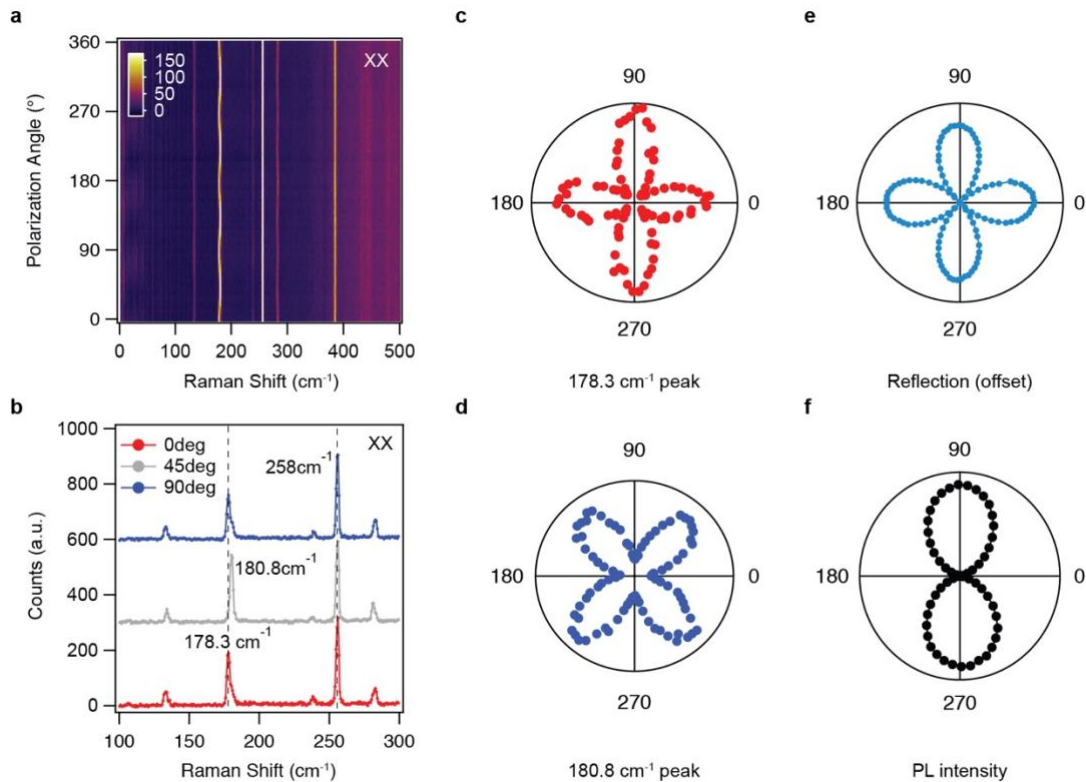 a
360
270
180
90
0
Polarization Angle (°)
150
100
50
0
XX
0 100 200 300 400 500
Raman Shift (cm⁻¹)
b
1000
800
600
400
200
0
Counts (a.u.)
0deg
45deg
90deg
XX
258cm⁻¹
180.8cm⁻¹
178.3 cm⁻¹
100 150 200 250 300
Raman Shift (cm⁻¹)
c
90
180 0
270
178.3 cm⁻¹ peak
d
90
180 0
270
180.8 cm⁻¹ peak
e
90
180 0
270
Reflection (offset)
f
90
180 0
270
PL intensity